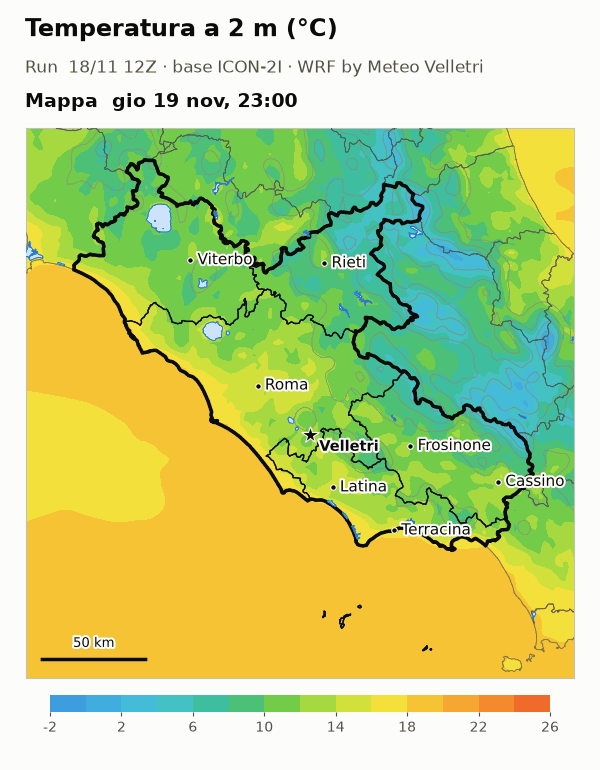 Temperatura a 2 m (°C)
Run  18/11 12Z · base ICON-2I · WRF by Meteo Velletri
Mappa  gio 19 nov, 23:00
Viterbo
Rieti
Roma
Velletri
Frosinone
Cassino
Latina
Terracina
50 km
-2 2 6 10 14 18 22 26